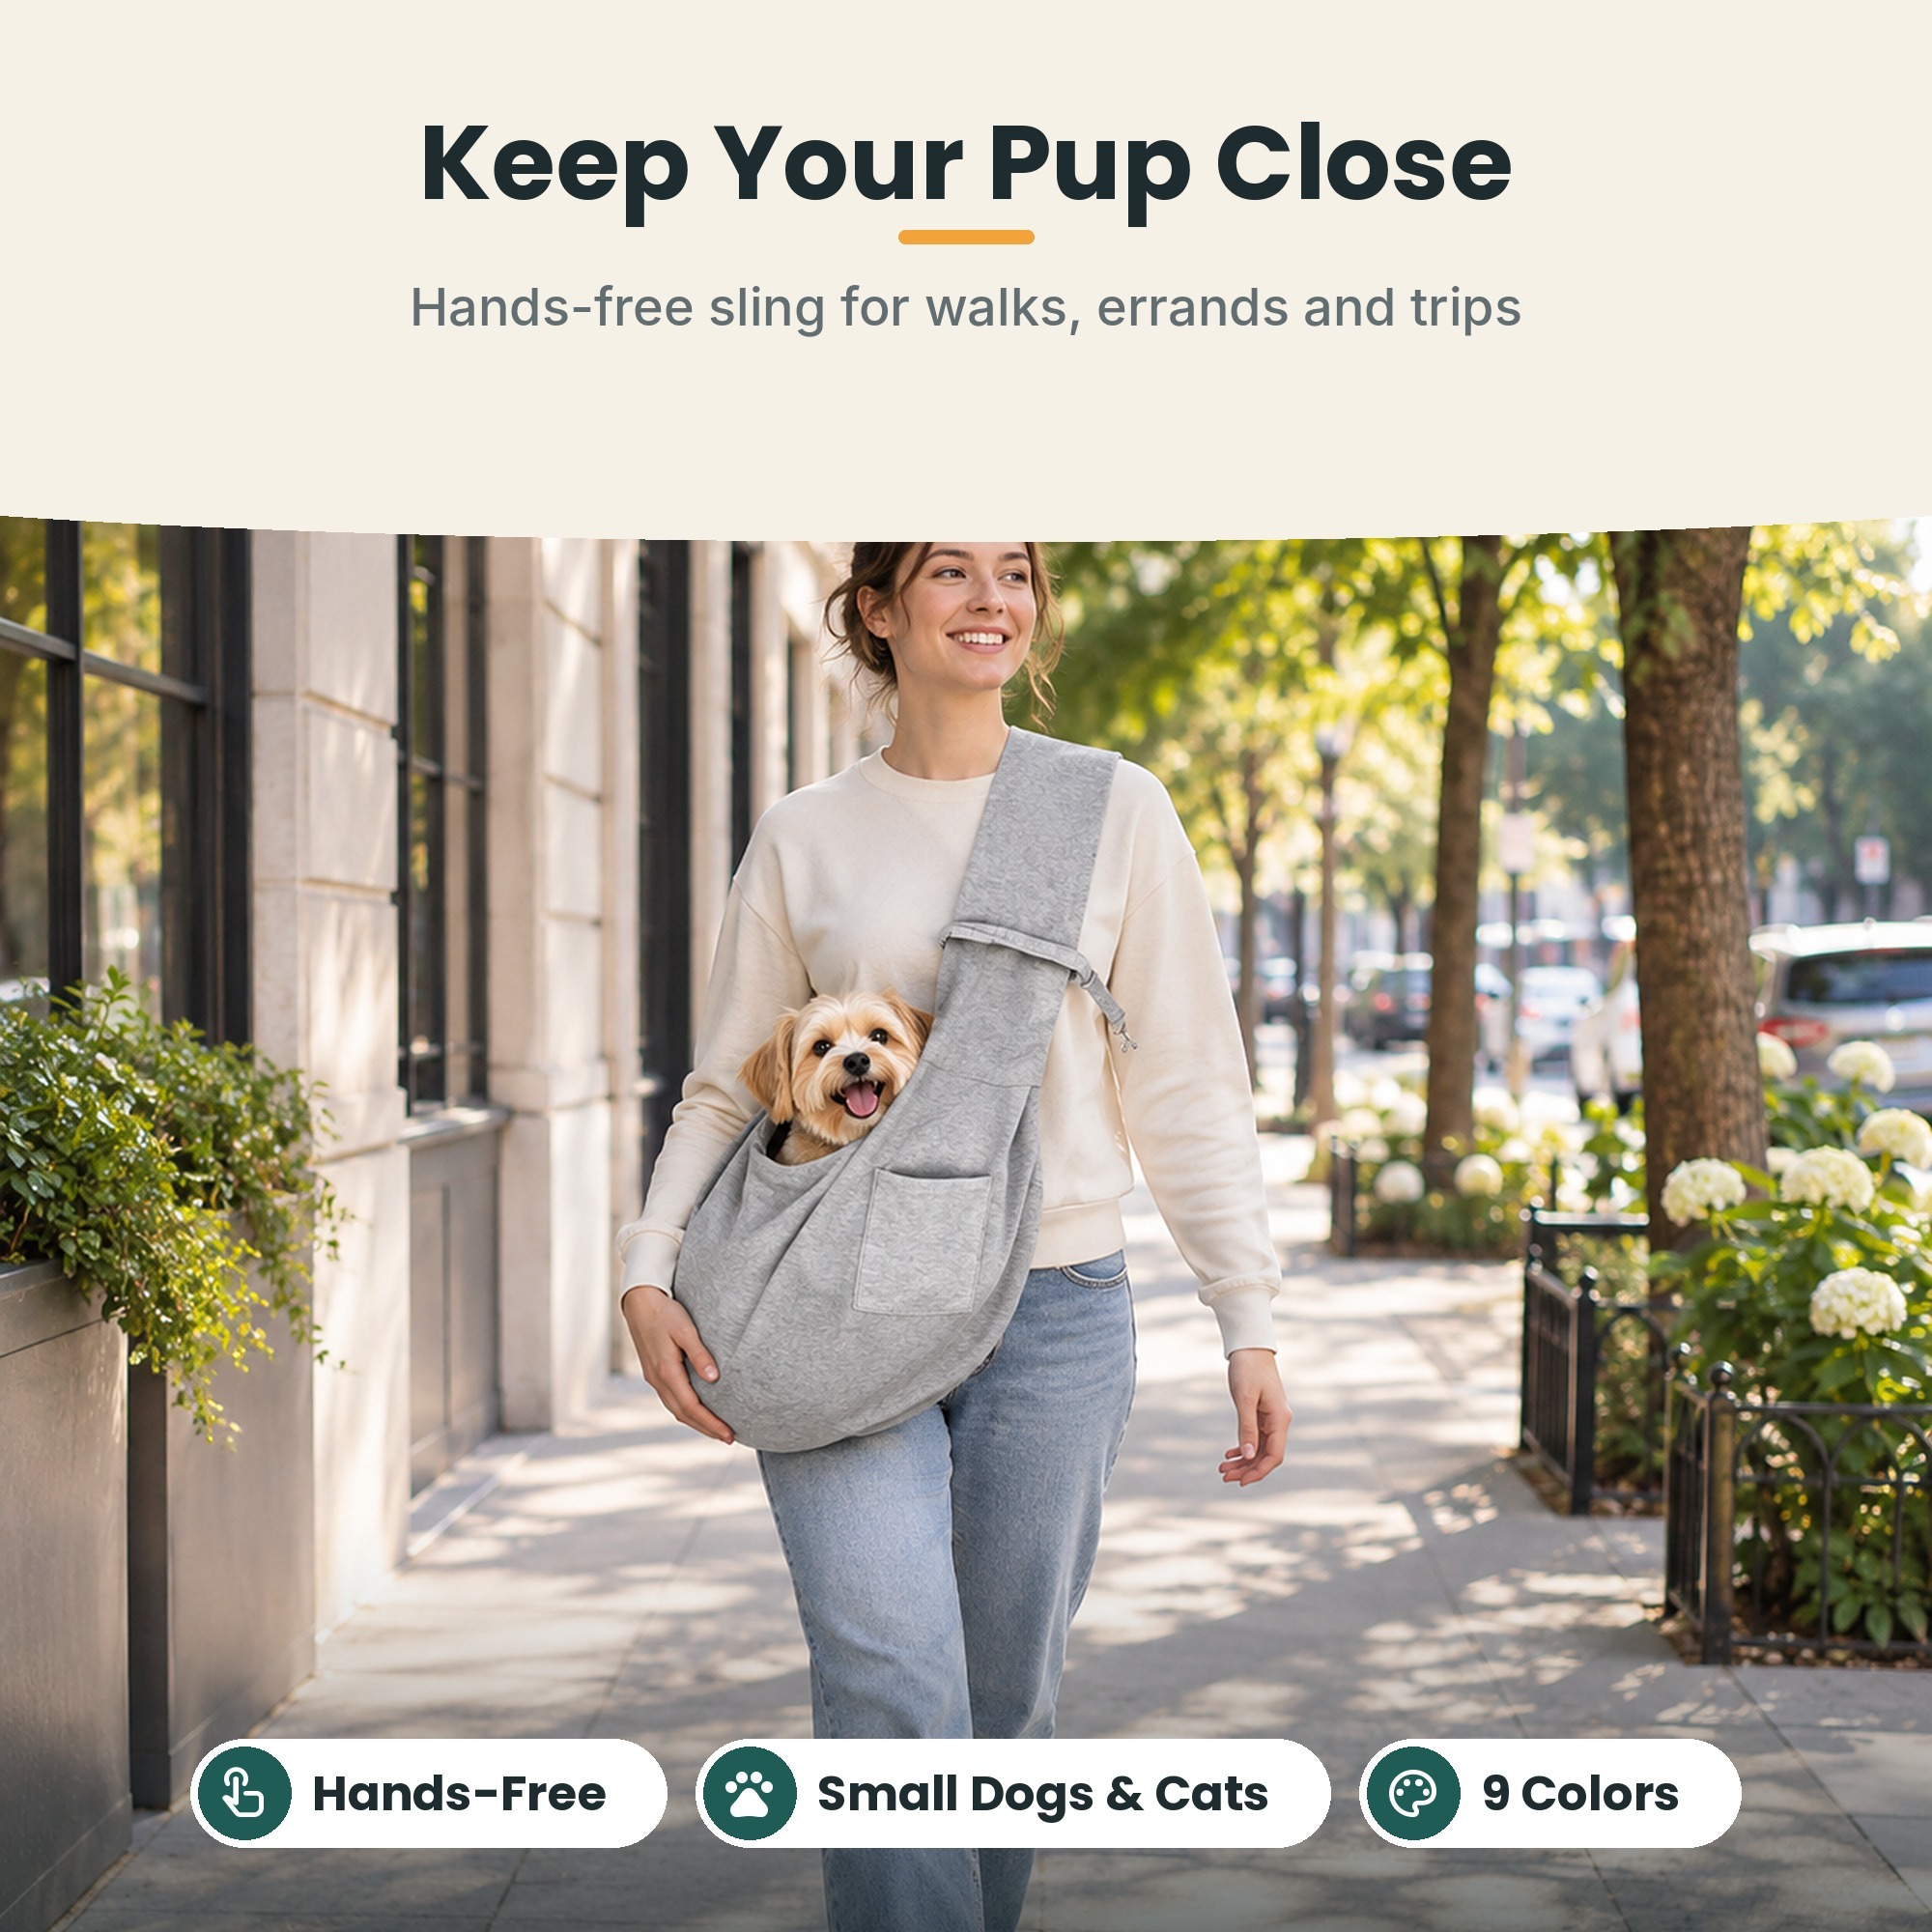 Keep Your Pup Close
Hands-free sling for walks, errands and trips
Hands-Free
Small Dogs & Cats
9 Colors